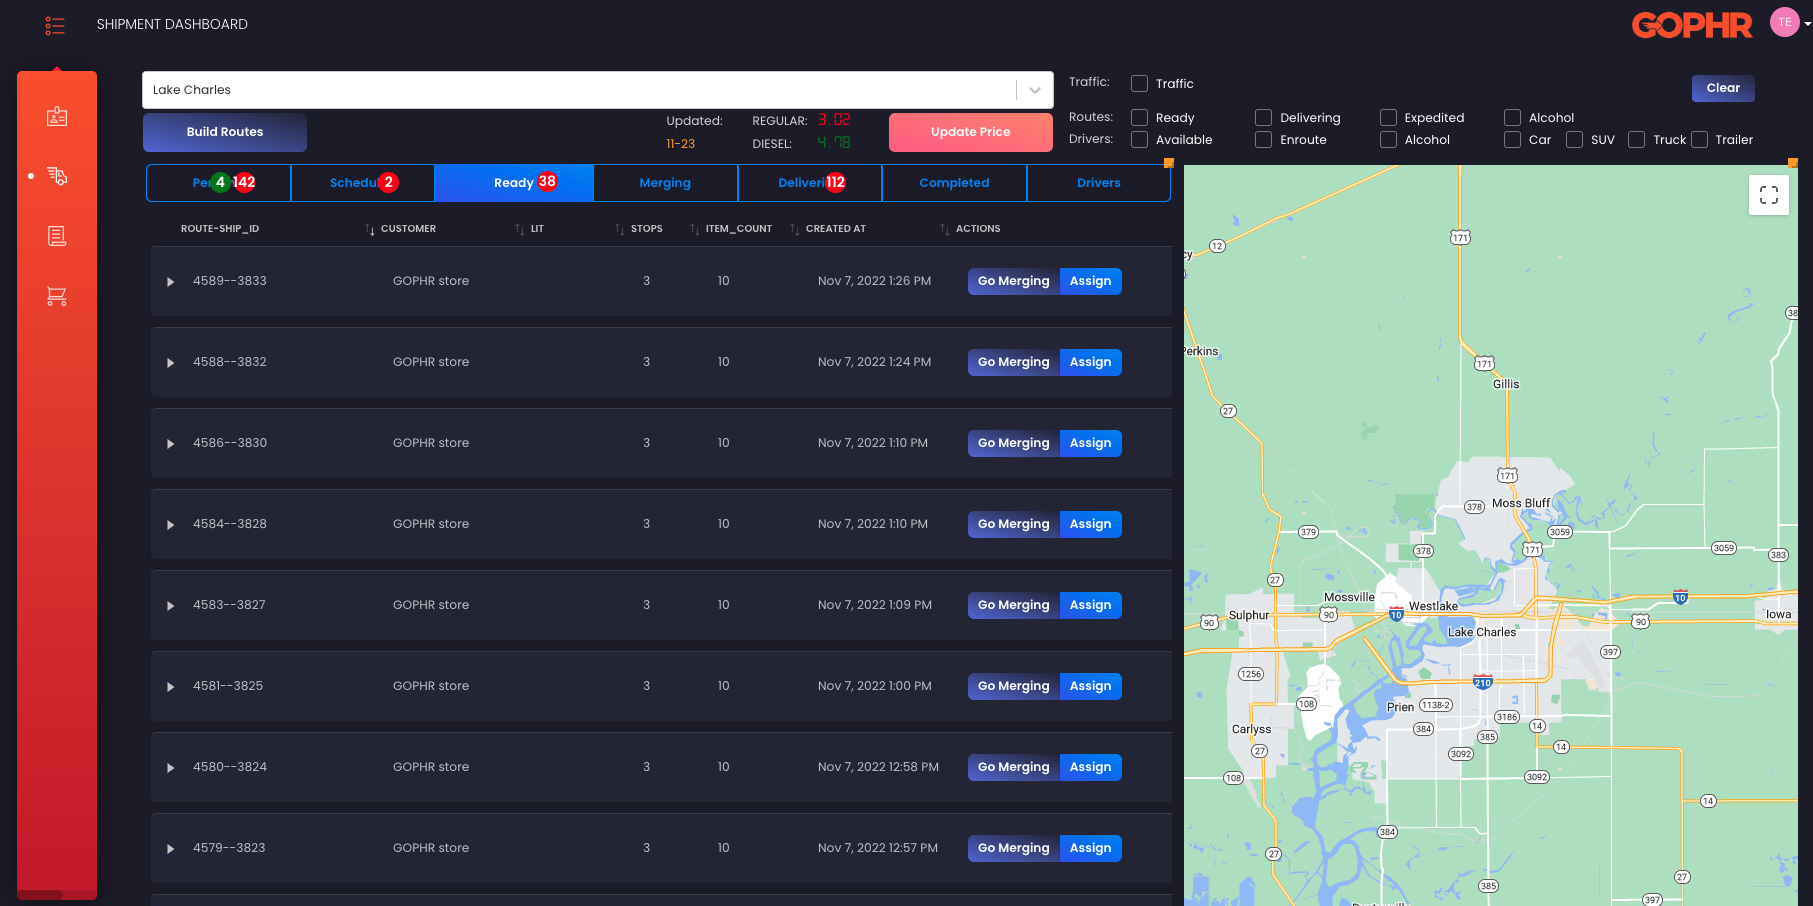 SHIPMENT DASHBOARD
GOPHR
TE
Lake Charles
Traffic:
Traffic
Clear
Build Routes
Updated:
11-23
REGULAR: 3.02
DIESEL: 4.78
Update Price
Routes:
Ready
Delivering
Expedited
Alcohol
Drivers:
Available
Enroute
Alcohol
Car
SUV
Truck
Trailer
4 142
2
Ready 38
Merging
112
Completed
Drivers
ROUTE-SHIP_ID CUSTOMER LIT STOPS ITEM_COUNT CREATED AT ACTIONS
4589--3833 GOPHR store 3 10 Nov 7, 2022 1:26 PM Go Merging Assign
4588--3832 GOPHR store 3 10 Nov 7, 2022 1:24 PM Go Merging Assign
4586--3830 GOPHR store 3 10 Nov 7, 2022 1:10 PM Go Merging Assign
4584--3828 GOPHR store 3 10 Nov 7, 2022 1:10 PM Go Merging Assign
4583--3827 GOPHR store 3 10 Nov 7, 2022 1:09 PM Go Merging Assign
4581--3825 GOPHR store 3 10 Nov 7, 2022 1:00 PM Go Merging Assign
4580--3824 GOPHR store 3 10 Nov 7, 2022 12:58 PM Go Merging Assign
4579--3823 GOPHR store 3 10 Nov 7, 2022 12:57 PM Go Merging Assign
171
12
Perkins
171
Gillis
27
171
Moss Bluff
378
379
3059
171
378
3059
383
27
Mossville
10
Westlake
Sulphur
90
10
Iowa
90
90
Lake Charles
397
1256
210
108
Prien
1138-2
3186
384
14
Carlyss
385
27
3092
14
108
3092
14
384
27
27
385
397